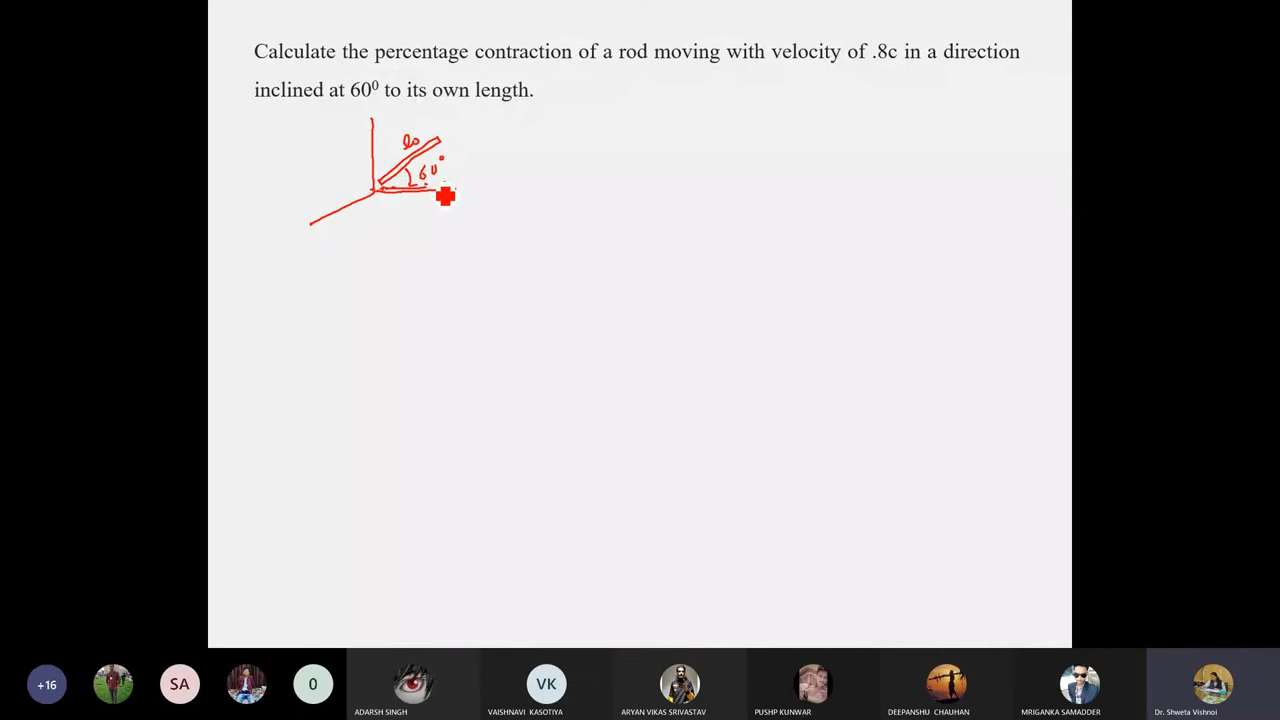 Calculate the percentage contraction of a rod moving with velocity of .8c in a direction
inclined at 60⁰ to its own length.
lo
60°
+16
SA
0
VK
ADARSH SINGH
VAISHNAVI KASOTIYA
ARYAN VIKAS SRIVASTAV
PUSHP KUNWAR
DEEPANSHU CHAUHAN
MRIGANKA SAMADDER
Dr. Shweta Vishnoi